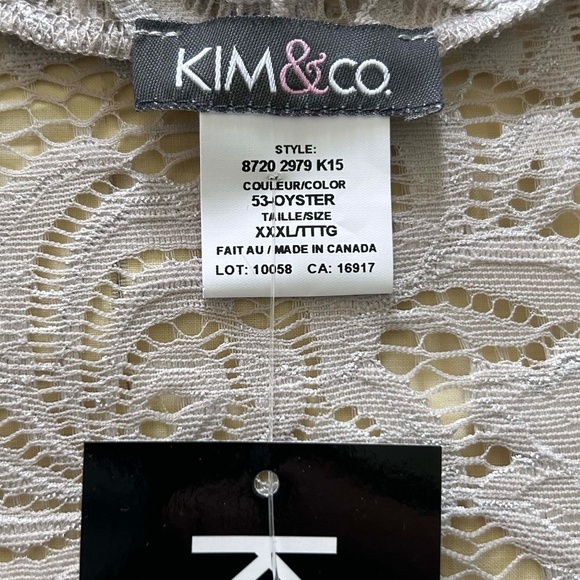 KIM&CO.
STYLE:
8720 2979 K15
COULEUR/COLOR
53-OYSTER
TAILLE/SIZE
XXXL/TTTG
FAIT AU / MADE IN CANADA
LOT: 10058 CA: 16917
K